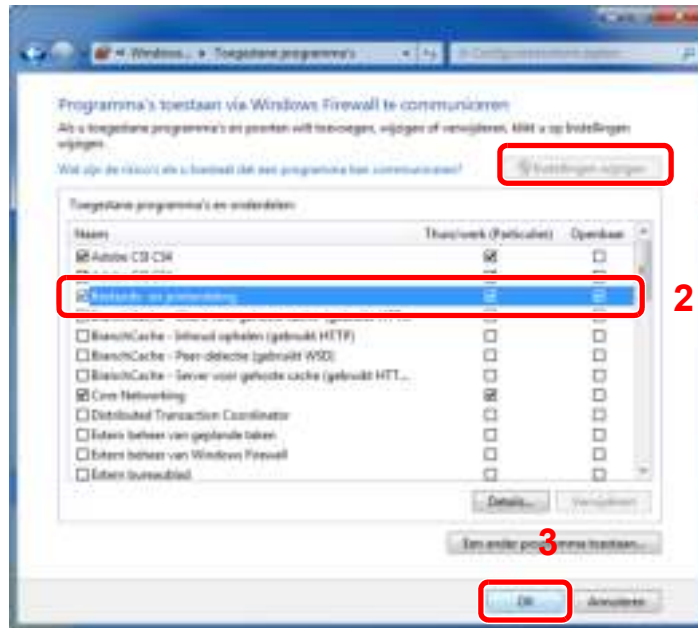 Windows... ▸ Toegestane programma's
Programma's toestaan via Windows Firewall te communiceren
Als u toegestane programma's en poorten wilt toevoegen, wijzigen of verwijderen, klikt u op Instellingen
wijzigen.
Wat zijn de risico's als u toestaat dat een programma kan communiceren?
Instellingen wijzigen
Toegestane programma's en onderdelen:
Naam Thuis/werk (Particulier) Openbaar
Adobe CSI CS4
Adobe CSI CS4
Bestands- en printerdeling
2
BranchCache - Inhoud ophalen (gebruikt HTTP)
BranchCache - Peer-detectie (gebruikt WSD)
BranchCache - Server voor gehoste cache (gebruikt HTT...
Core Networking
Distributed Transaction Coordinator
Extern beheer van geplande taken
Extern beheer van Windows Firewall
Extern bureaublad
Details... Verwijderen
Een ander programma toestaan...
3
OK Annuleren